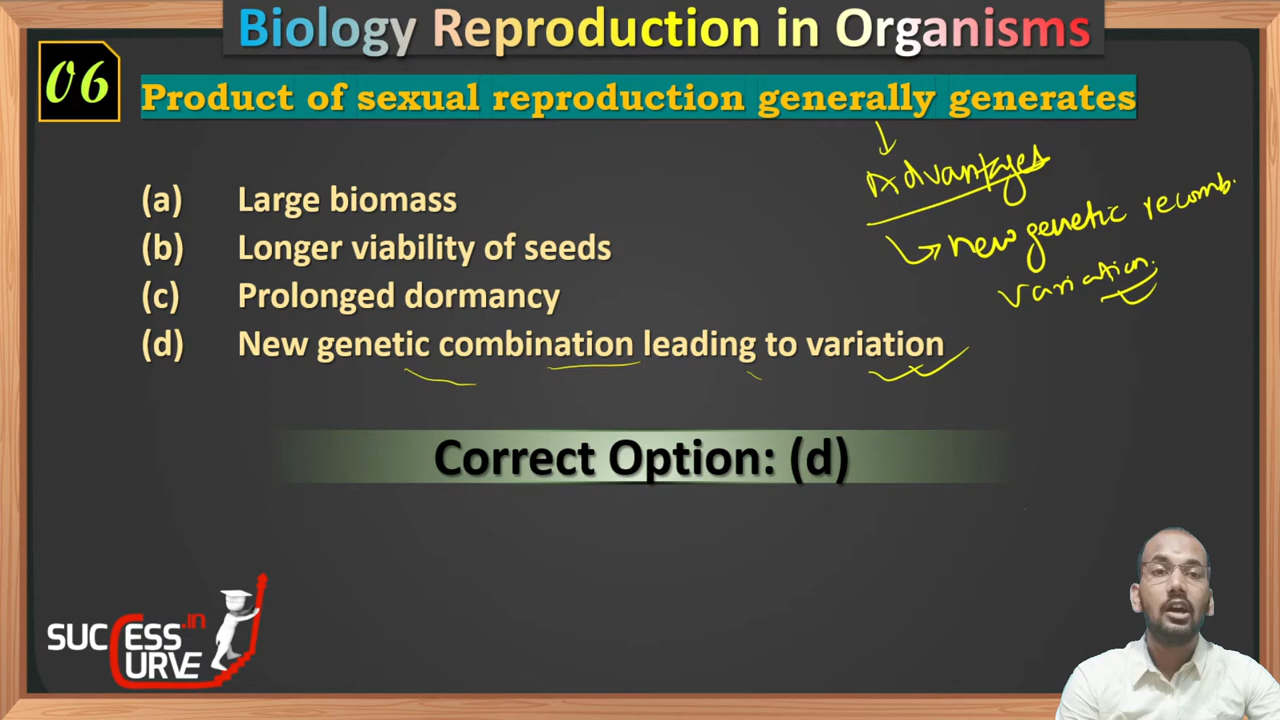 Biology Reproduction in Organisms
06
Product of sexual reproduction generally generates
Advantages
new genetic recomb.
variation.
(a) Large biomass
(b) Longer viability of seeds
(c) Prolonged dormancy
(d) New genetic combination leading to variation
Correct Option: (d)
SUCCESS.in
CURVE